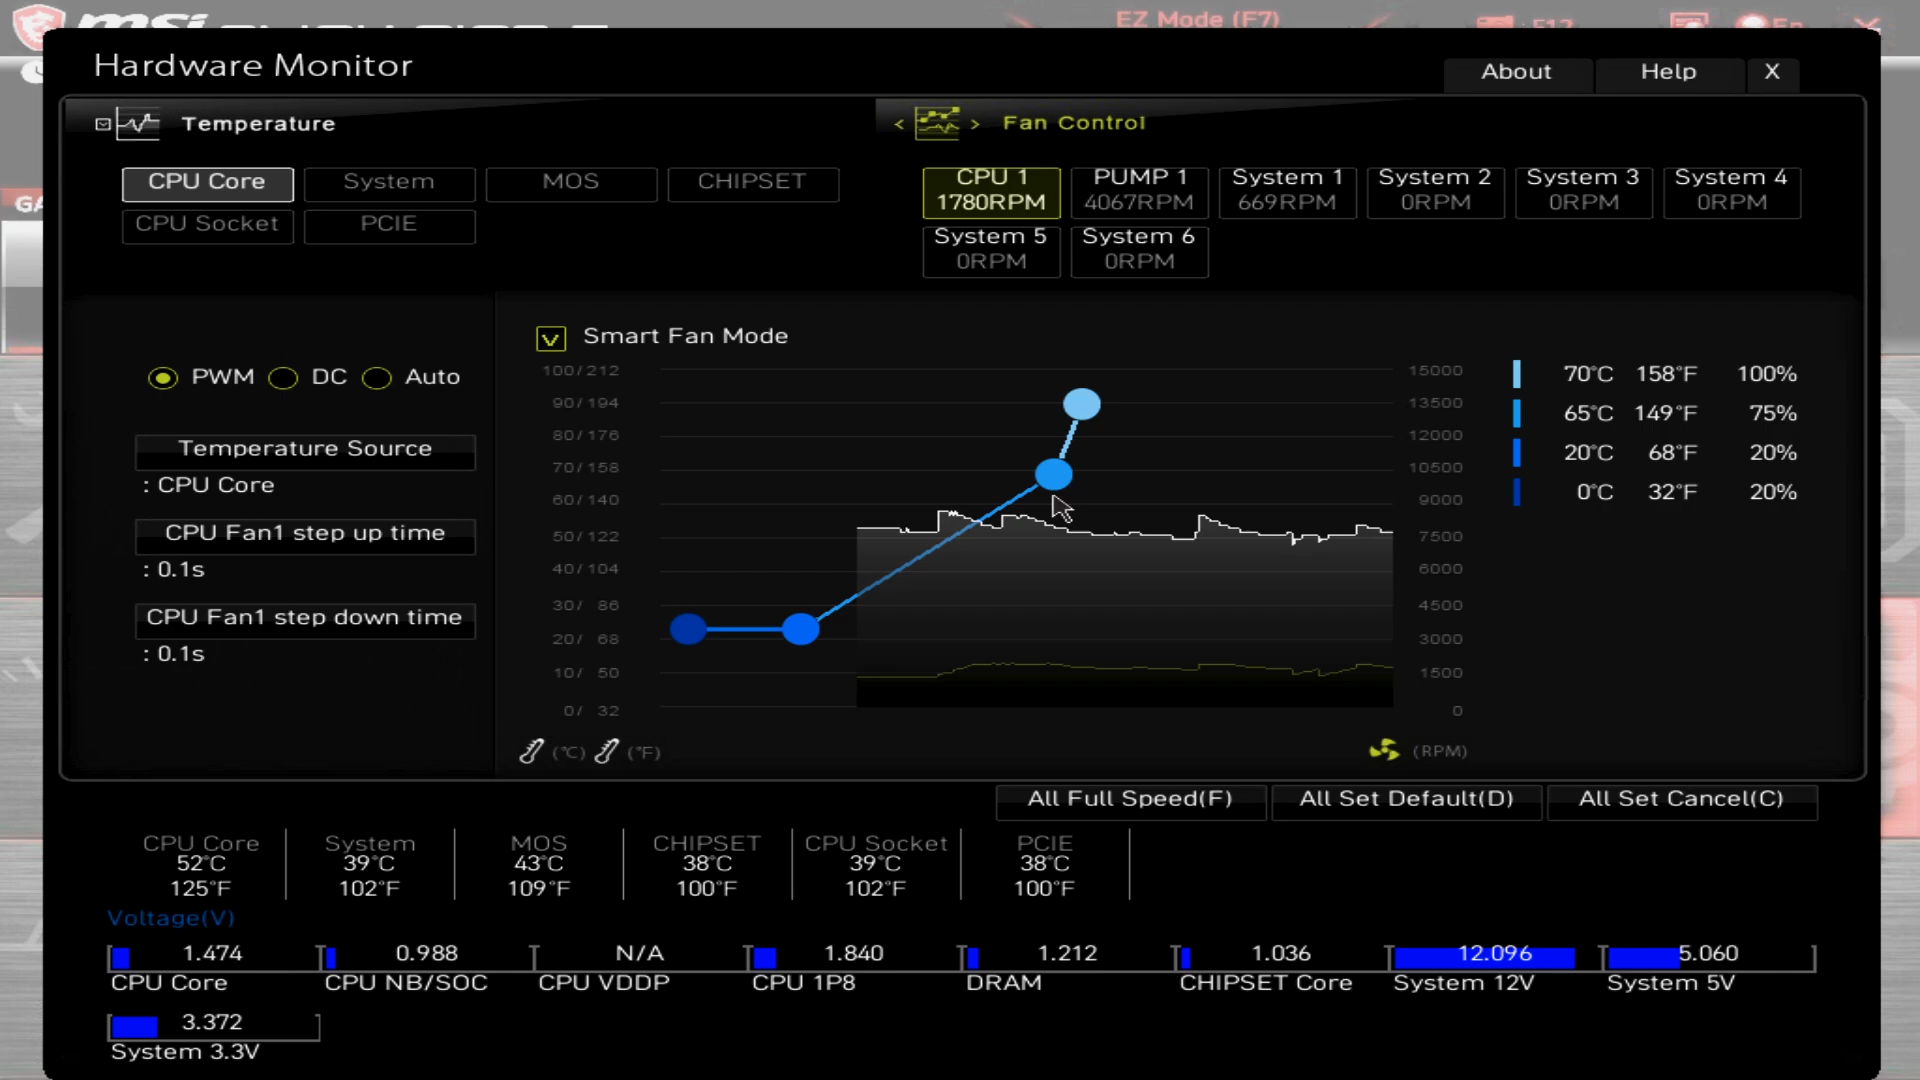 EZ Mode (F7)
Hardware Monitor
About Help X
Temperature
< > Fan Control
CPU Core System MOS CHIPSET
CPU Socket PCIE
CPU 1 PUMP 1 System 1 System 2 System 3 System 4
1780RPM 4067RPM 669RPM 0RPM 0RPM 0RPM
System 5 System 6
0RPM 0RPM
Smart Fan Mode
PWM DC Auto
Temperature Source
: CPU Core
CPU Fan1 step up time
: 0.1s
CPU Fan1 step down time
: 0.1s
100/212 15000
90/194 13500
80/176 12000
70/158 10500
60/140 9000
50/122 7500
40/104 6000
30/ 86 4500
20/ 68 3000
10/ 50 1500
0/ 32 0
(°C) (°F) (RPM)
70°C 158°F 100%
65°C 149°F 75%
20°C 68°F 20%
0°C 32°F 20%
All Full Speed(F) All Set Default(D) All Set Cancel(C)
CPU Core System MOS CHIPSET CPU Socket PCIE
52°C 39°C 43°C 38°C 39°C 38°C
125°F 102°F 109°F 100°F 102°F 100°F
Voltage(V)
1.474 0.988 N/A 1.840 1.212 1.036 12.096 5.060
CPU Core CPU NB/SOC CPU VDDP CPU 1P8 DRAM CHIPSET Core System 12V System 5V
3.372
System 3.3V